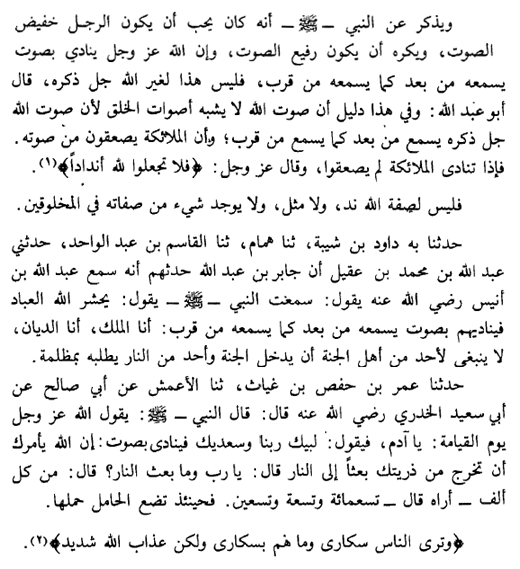 ويذكر عن النبي ــ ﷺ ــ أنه كان يحب أن يكون الرجل خفيض
الصوت، ويكره أن يكون رفيع الصوت، وإن الله عز وجل ينادي بصوت
يسمعه من بعد كما يسمعه من قرب، فليس هذا لغير الله جل ذكره، قال
أبو عبد الله: وفي هذا دليل أن صوت الله لا يشبه أصوات الخلق لأن صوت الله
جل ذكره يسمع من بعد كما يسمع من قرب؛ وأن الملائكة يصعقون من صوته.
فإذا تنادى الملائكة لم يصعقوا، وقال عز وجل: ﴿فلا تجعلوا لله أنداداً﴾(١).
فليس لصفة الله ند، ولا مثل، ولا يوجد شيء من صفاته في المخلوقين.
حدثنا به داود بن شيبة، ثنا همام، ثنا القاسم بن عبد الواحد، حدثني
عبد الله بن محمد بن عقيل أن جابر بن عبد الله حدثهم أنه سمع عبد الله بن
أنيس رضي الله عنه يقول: سمعت النبي ــ ﷺ ــ يقول: يحشر الله العباد
فيناديهم بصوت يسمعه من بعد كما يسمعه من قرب: أنا الملك، أنا الديان،
لا ينبغى لأحد من أهل الجنة أن يدخل الجنة وأحد من النار يطلبه بمظلمة.
حدثنا عمر بن حفص بن غياث، ثنا الأعمش عن أبي صالح عن
أبي سعيد الخدري رضي الله عنه قال: قال النبي ــ ﷺ: يقول الله عز وجل
يوم القيامة: يا آدم، فيقول: لبيك ربنا وسعديك فينادى بصوت: إن الله يأمرك
أن تخرج من ذريتك بعثاً إلى النار قال: يا رب وما بعث النار؟ قال: من كل
ألف ــ أراه قال ــ تسعمائة وتسعة وتسعين. فحينئذ تضع الحامل حملها.
﴿وترى الناس سكارى وما هم بسكارى ولكن عذاب الله شديد﴾(٢).